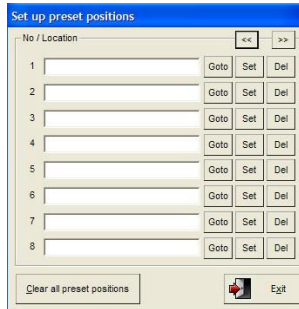 Set up preset positions
No / Location << >>
1 Goto Set Del
2 Goto Set Del
3 Goto Set Del
4 Goto Set Del
5 Goto Set Del
6 Goto Set Del
7 Goto Set Del
8 Goto Set Del
Clear all preset positions Exit